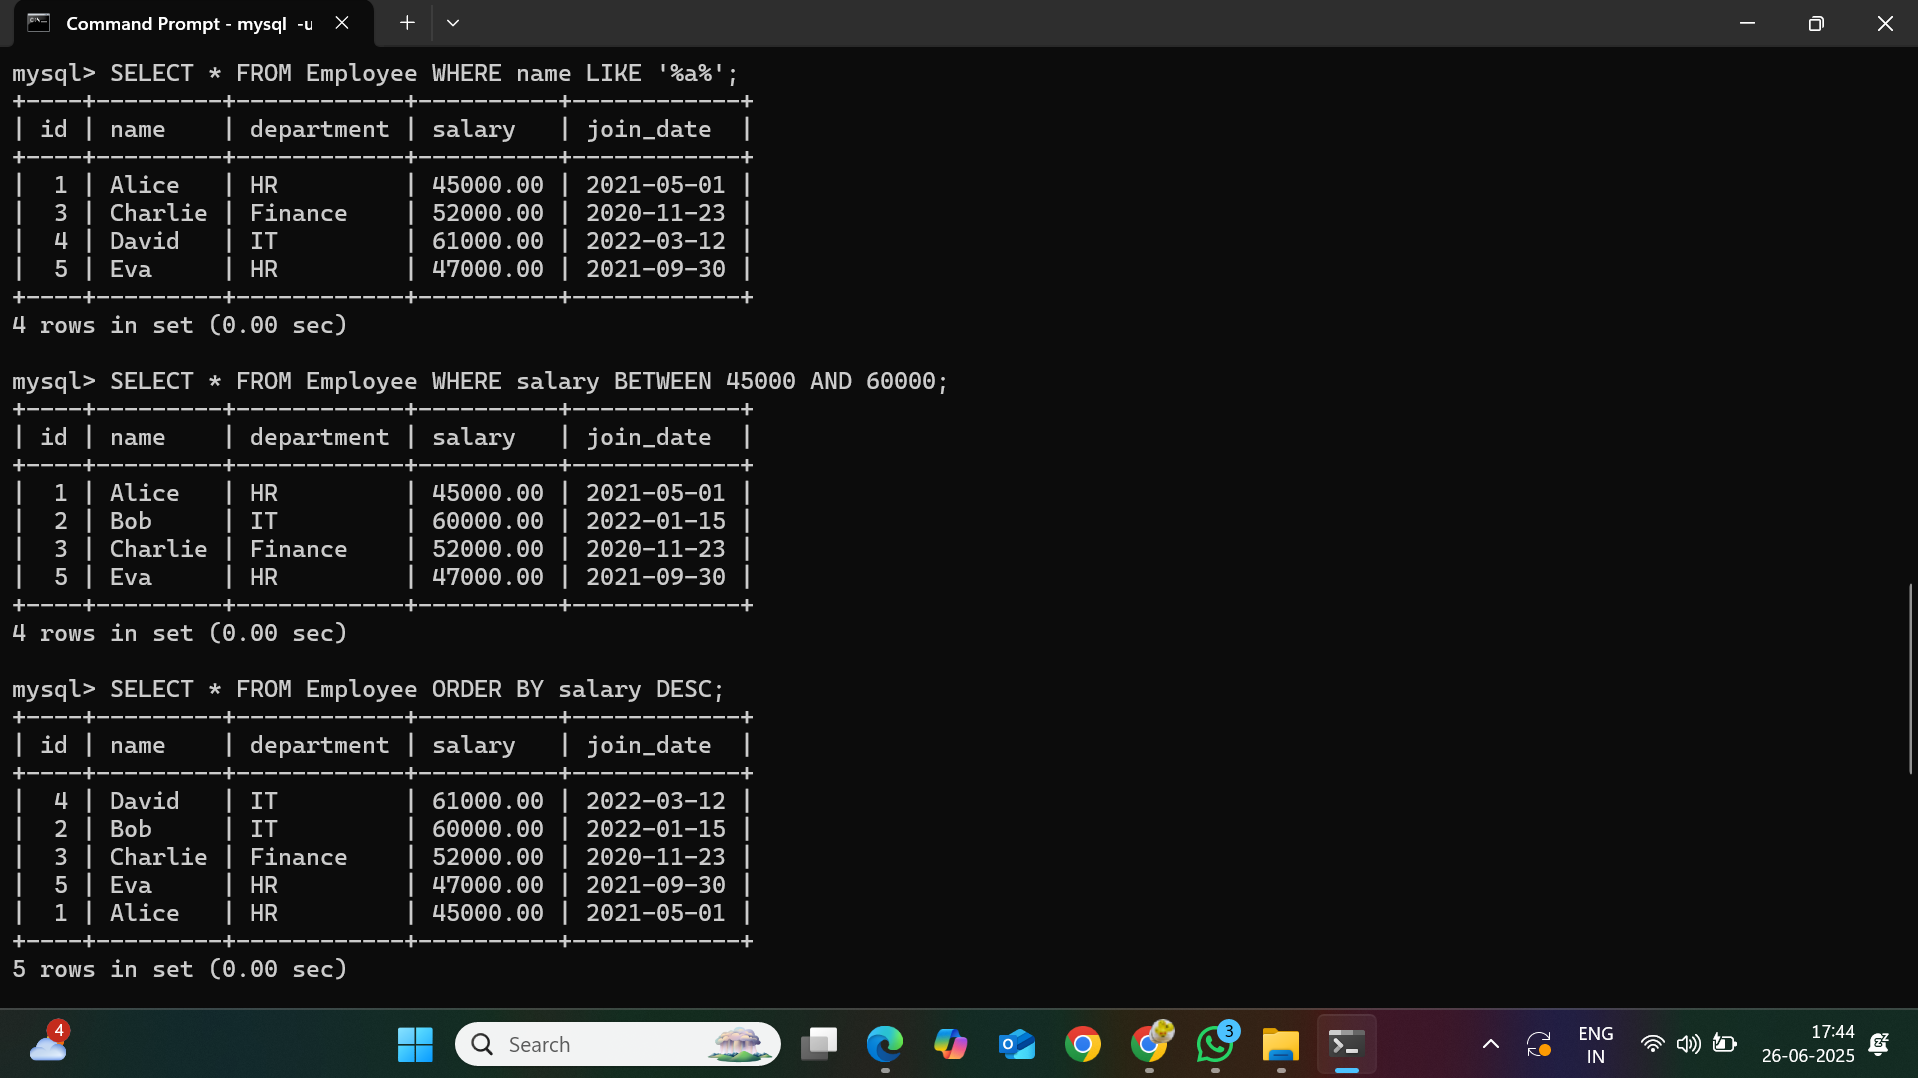 Command Prompt - mysql -u
mysql> SELECT * FROM Employee WHERE name LIKE '%a%';
+----+---------+------------+----------+------------+
| id | name    | department | salary   | join_date  |
+----+---------+------------+----------+------------+
|  1 | Alice   | HR         | 45000.00 | 2021-05-01 |
|  3 | Charlie | Finance    | 52000.00 | 2020-11-23 |
|  4 | David   | IT         | 61000.00 | 2022-03-12 |
|  5 | Eva     | HR         | 47000.00 | 2021-09-30 |
+----+---------+------------+----------+------------+
4 rows in set (0.00 sec)
mysql> SELECT * FROM Employee WHERE salary BETWEEN 45000 AND 60000;
+----+---------+------------+----------+------------+
| id | name    | department | salary   | join_date  |
+----+---------+------------+----------+------------+
|  1 | Alice   | HR         | 45000.00 | 2021-05-01 |
|  2 | Bob     | IT         | 60000.00 | 2022-01-15 |
|  3 | Charlie | Finance    | 52000.00 | 2020-11-23 |
|  5 | Eva     | HR         | 47000.00 | 2021-09-30 |
+----+---------+------------+----------+------------+
4 rows in set (0.00 sec)
mysql> SELECT * FROM Employee ORDER BY salary DESC;
+----+---------+------------+----------+------------+
| id | name    | department | salary   | join_date  |
+----+---------+------------+----------+------------+
|  4 | David   | IT         | 61000.00 | 2022-03-12 |
|  2 | Bob     | IT         | 60000.00 | 2022-01-15 |
|  3 | Charlie | Finance    | 52000.00 | 2020-11-23 |
|  5 | Eva     | HR         | 47000.00 | 2021-09-30 |
|  1 | Alice   | HR         | 45000.00 | 2021-05-01 |
+----+---------+------------+----------+------------+
5 rows in set (0.00 sec)
4
Search
3
ENG
IN
17:44
26-06-2025